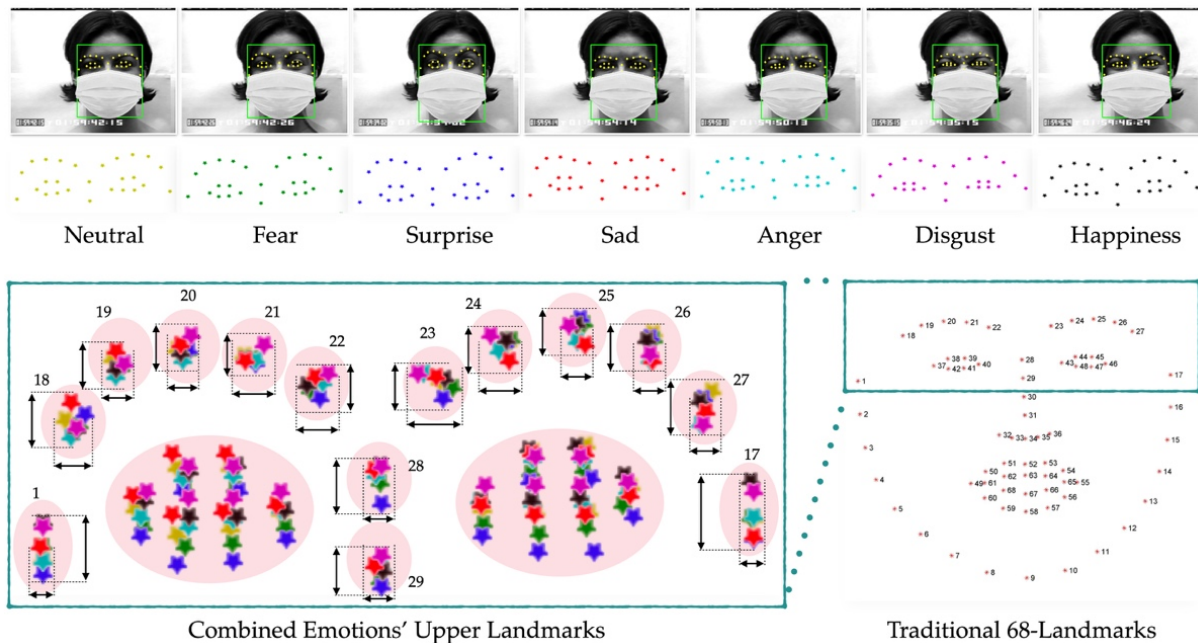 Neutral Fear Surprise Sad Anger Disgust Happiness
18 19 20 21 22 23 24 25 26 27
1 28 29 17
Combined Emotions' Upper Landmarks
18 19 20 21 22 23 24 25 26 27
37 38 39 40 41 42 28 43 44 45 46 47 48
1 29 17
30
2 31 16
3 32 33 34 35 36 15
4 49 50 51 52 53 54 55 14
61 62 63 64 65
60 68 67 66 56
5 59 58 57 13
6 12
7 11
8 9 10
Traditional 68-Landmarks